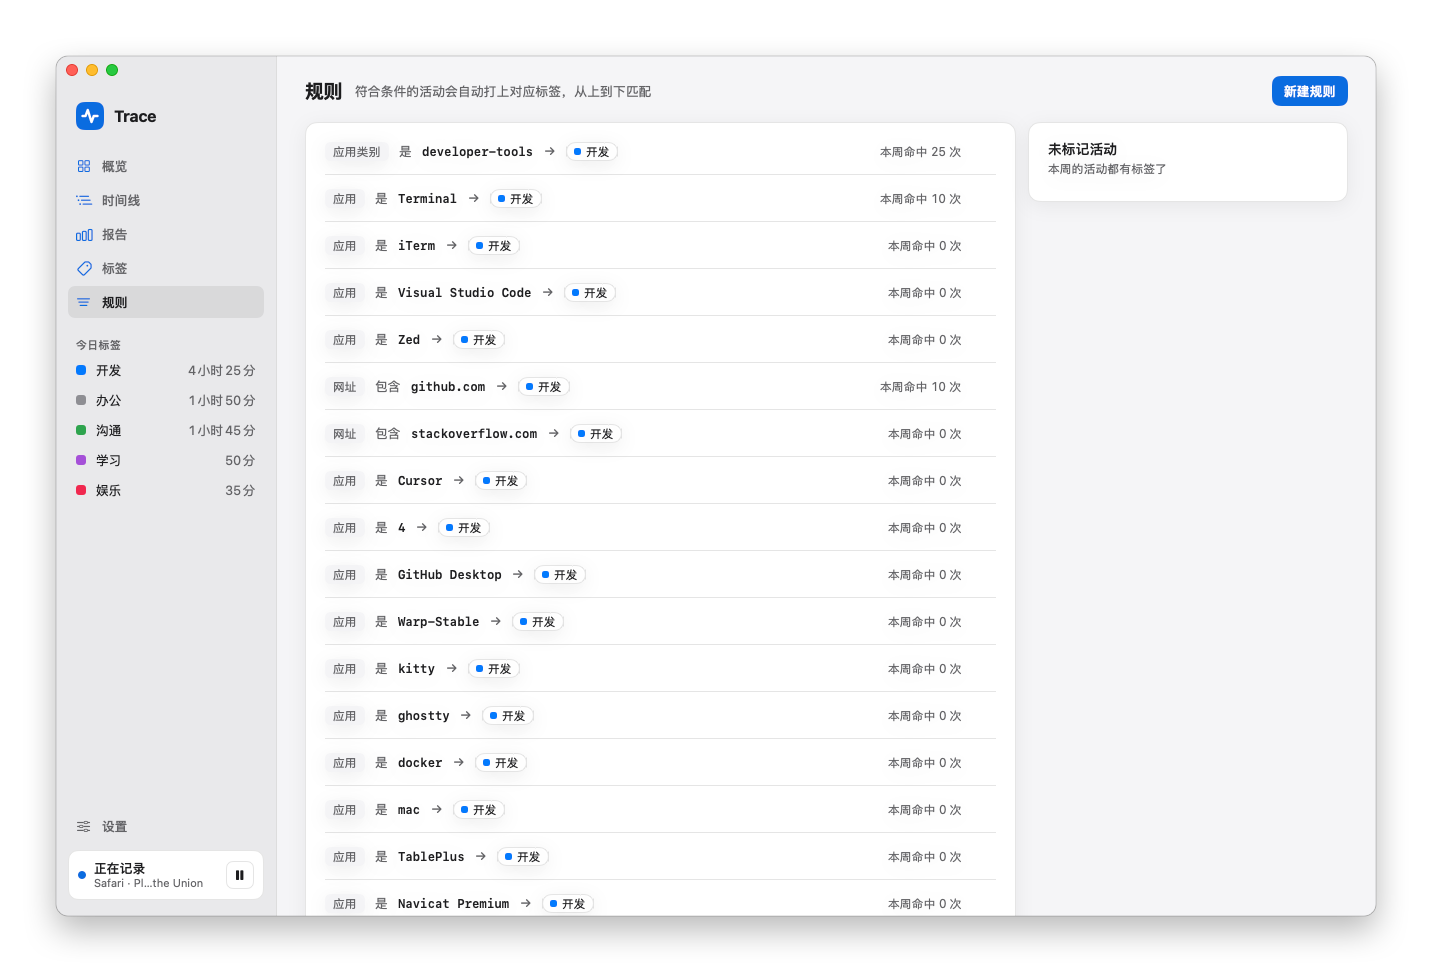 Trace
概览
时间线
报告
标签
规则
今日标签
开发 4小时25分
办公 1小时50分
沟通 1小时45分
学习 50分
娱乐 35分
设置
正在记录
Safari · Pl...the Union
规则 符合条件的活动会自动打上对应标签，从上到下匹配
新建规则
应用类别 是 developer-tools → 开发 本周命中 25 次
应用 是 Terminal → 开发 本周命中 10 次
应用 是 iTerm → 开发 本周命中 0 次
应用 是 Visual Studio Code → 开发 本周命中 0 次
应用 是 Zed → 开发 本周命中 0 次
网址 包含 github.com → 开发 本周命中 10 次
网址 包含 stackoverflow.com → 开发 本周命中 0 次
应用 是 Cursor → 开发 本周命中 0 次
应用 是 4 → 开发 本周命中 0 次
应用 是 GitHub Desktop → 开发 本周命中 0 次
应用 是 Warp-Stable → 开发 本周命中 0 次
应用 是 kitty → 开发 本周命中 0 次
应用 是 ghostty → 开发 本周命中 0 次
应用 是 docker → 开发 本周命中 0 次
应用 是 mac → 开发 本周命中 0 次
应用 是 TablePlus → 开发 本周命中 0 次
应用 是 Navicat Premium → 开发 本周命中 0 次
未标记活动
本周的活动都有标签了